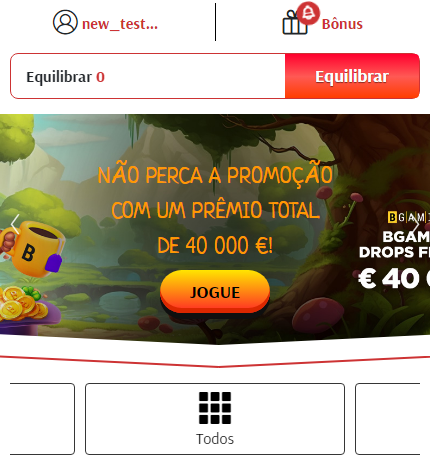 new_test...
Bônus
Equilibrar 0
Equilibrar
NÃO PERCA A PROMOÇÃO
COM UM PRÊMIO TOTAL
DE 40 000 €!
JOGUE
B
BGAM
BGAM
DROPS F
€ 40
Todos